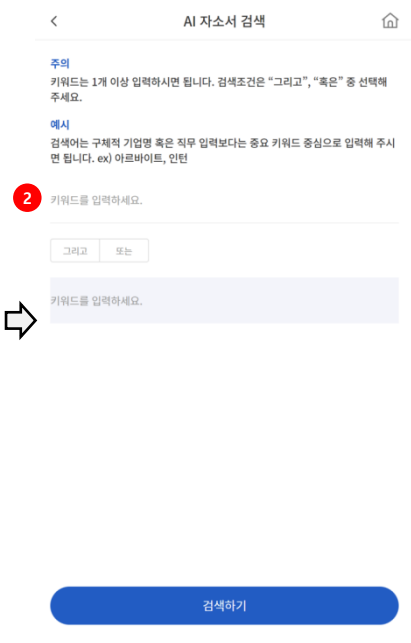 AI 자소서 검색
주의
키워드는 1개 이상 입력하시면 됩니다. 검색조건은 “그리고”, “혹은” 중 선택해
주세요.
예시
검색어는 구체적 기업명 혹은 직무 입력보다는 중요 키워드 중심으로 입력해 주시
면 됩니다. ex) 아르바이트, 인턴
2 키워드를 입력하세요.
그리고 또는
키워드를 입력하세요.
검색하기